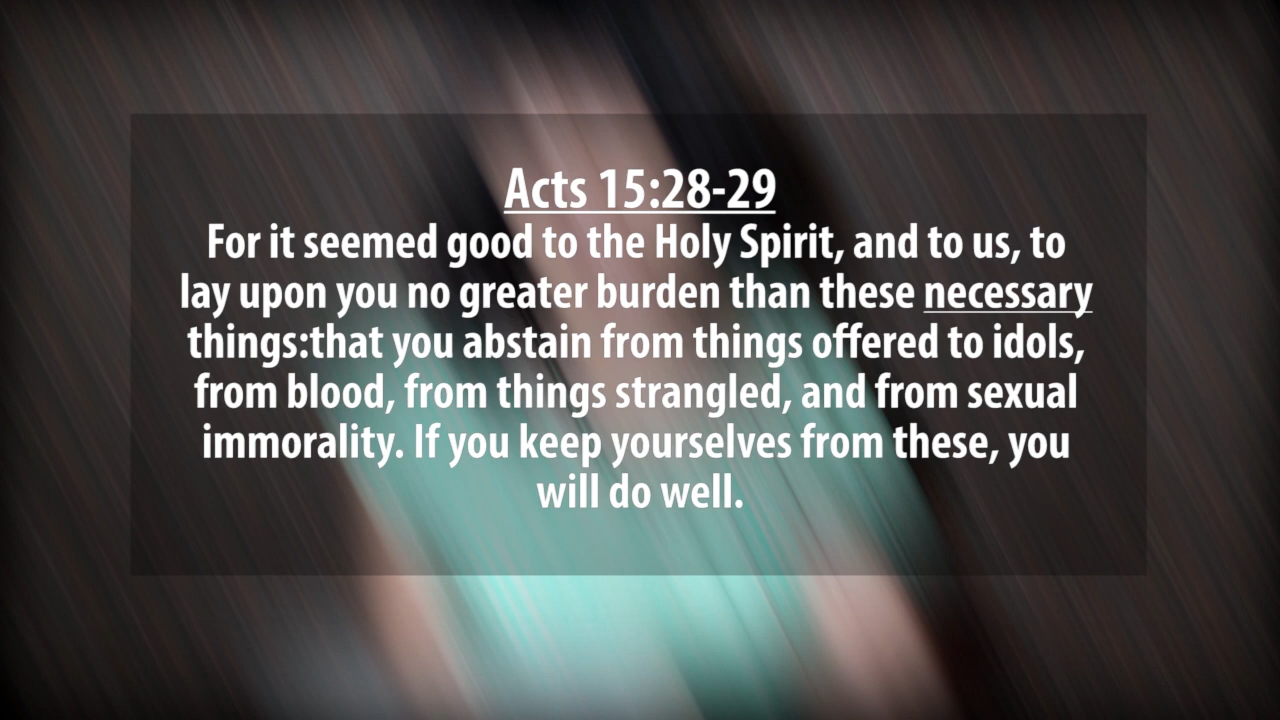 Acts 15:28-29
For it seemed good to the Holy Spirit, and to us, to
lay upon you no greater burden than these necessary
things:that you abstain from things offered to idols,
from blood, from things strangled, and from sexual
immorality. If you keep yourselves from these, you
will do well.